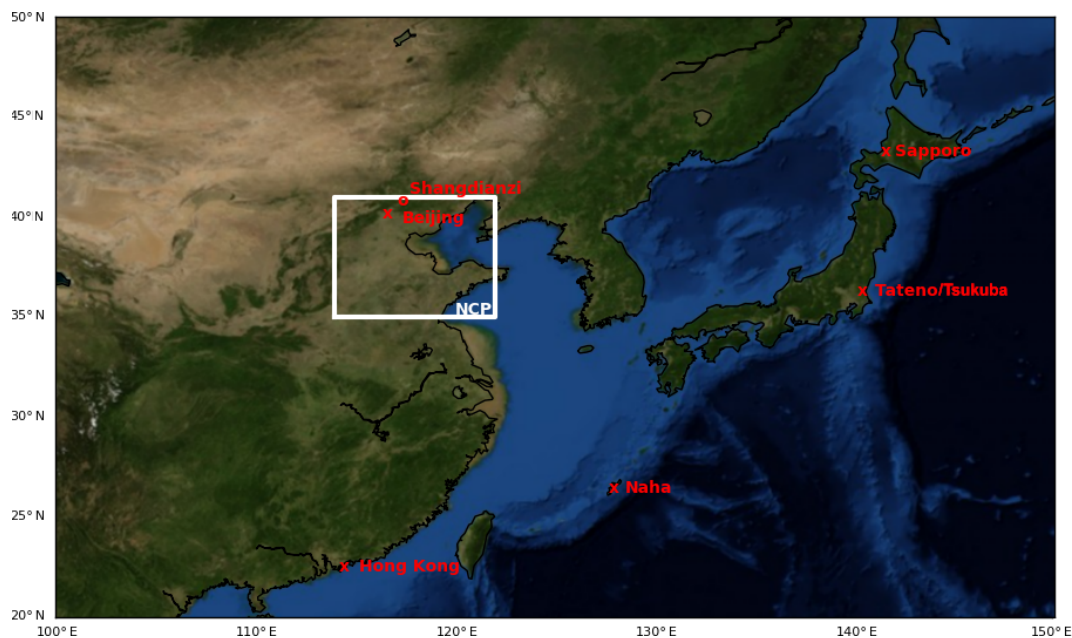 50°N
45°N
Sapporo
Shangdianzi
40°N
Beijing
Tateno/Tsukuba
NCP
35°N
30°N
Naha
25°N
Hong Kong
20°N
100°E 110°E 120°E 130°E 140°E 150°E